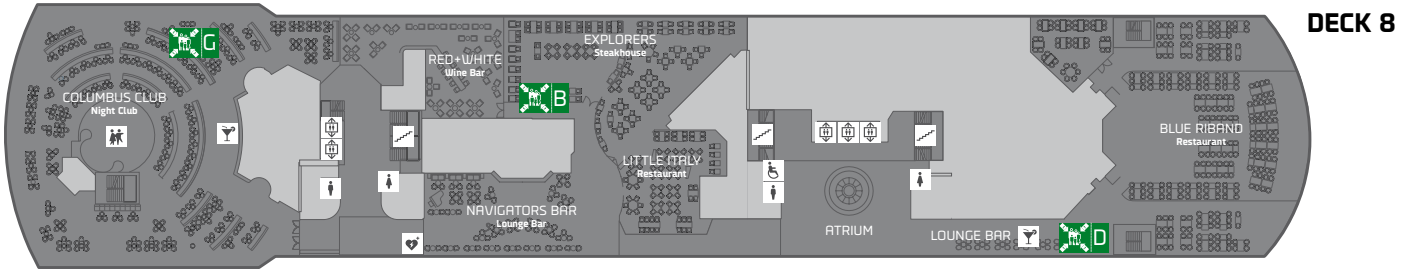 DECK 8
G
COLUMBUS CLUB
Night Club
RED+WHITE
Wine Bar
EXPLORERS
Steakhouse
B
LITTLE ITALY
Restaurant
NAVIGATORS BAR
Lounge Bar
ATRIUM
LOUNGE BAR
D
BLUE RIBAND
Restaurant